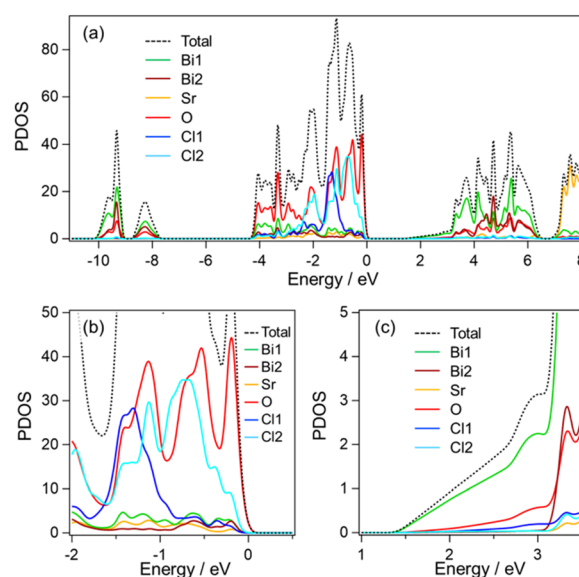 (a)
Total
Bi1
Bi2
Sr
O
Cl1
Cl2
PDOS
80
60
40
20
0
-10 -8 -6 -4 -2 0 2 4 6 8
Energy / eV
(b)
Total
Bi1
Bi2
Sr
O
Cl1
Cl2
PDOS
50
40
30
20
10
0
-2 -1 0
Energy / eV
(c)
Total
Bi1
Bi2
Sr
O
Cl1
Cl2
PDOS
5
4
3
2
1
0
1 2 3
Energy / eV